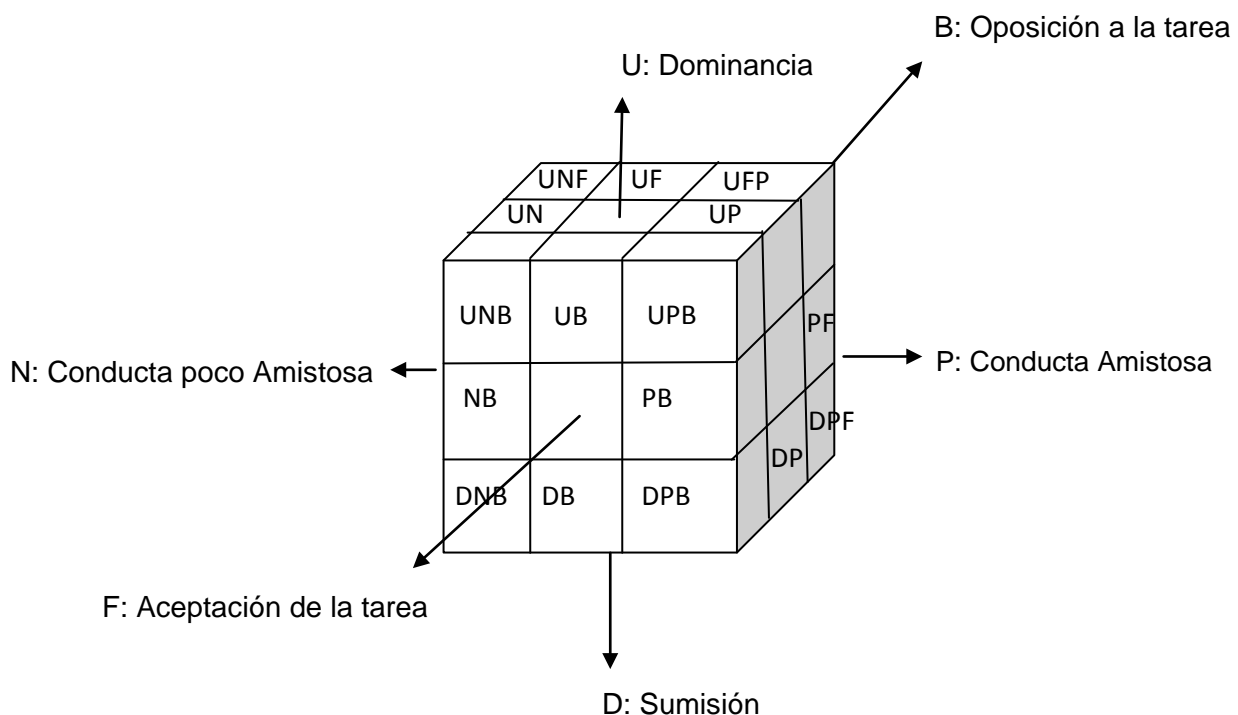 B: Oposición a la tarea
U: Dominancia
UNF UF UFP
UN UP
UNB UB UPB
PF
N: Conducta poco Amistosa
P: Conducta Amistosa
NB PB
DPF
DP
DNB DB DPB
F: Aceptación de la tarea
D: Sumisión